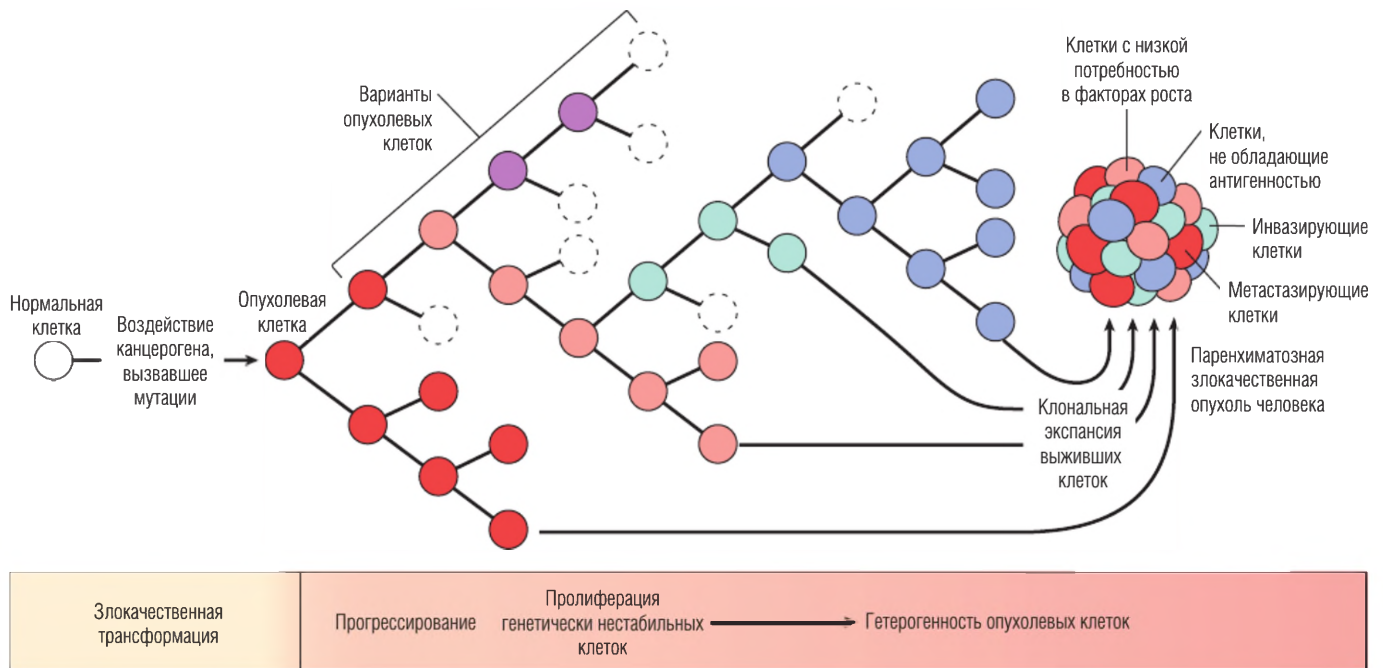 Варианты
опухолевых
клеток
Клетки с низкой
потребностью
в факторах роста
Клетки,
не обладающие
антигенностью
Инвазирующие
клетки
Метастазирующие
клетки
Нормальная
клетка
Воздействие
канцерогена,
вызвавшее
мутации
Опухолевая
клетка
Паренхиматозная
злокачественная
опухоль человека
Клональная
экспансия
выживших
клеток
Злокачественная
трансформация
Прогрессирование
Пролиферация
генетически нестабильных
клеток
Гетерогенность опухолевых клеток